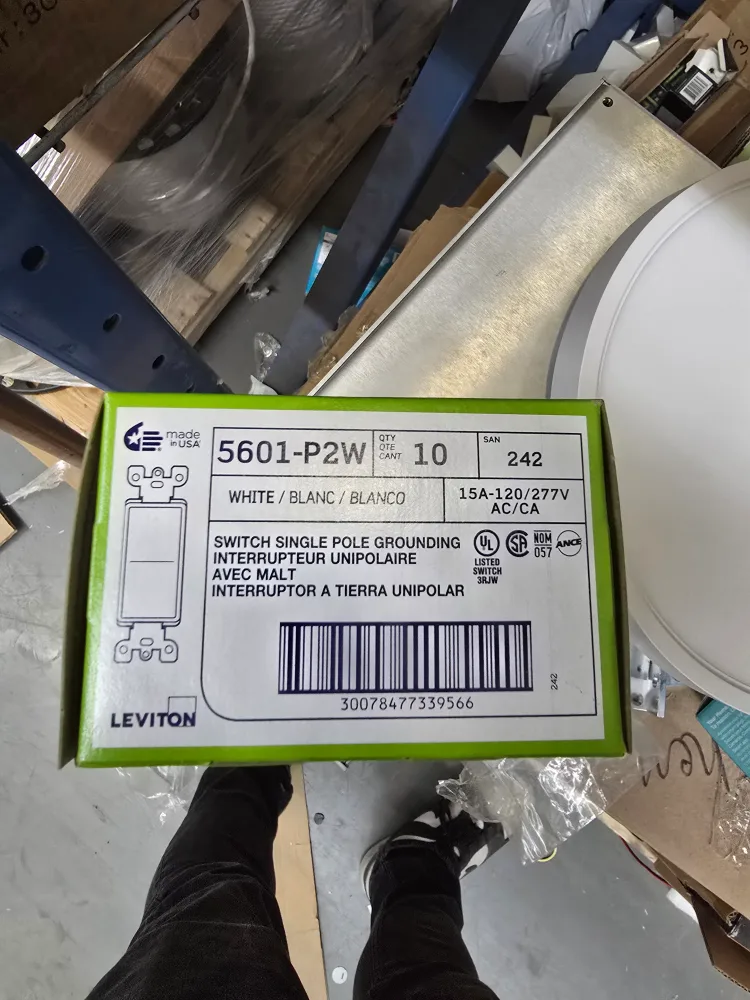 made
in USA
5601-P2W
QTY
QTE
CANT
10
SAN
242
WHITE / BLANC / BLANCO
15A-120/277V
AC/CA
SWITCH SINGLE POLE GROUNDING
INTERRUPTEUR UNIPOLAIRE
AVEC MALT
INTERRUPTOR A TIERRA UNIPOLAR
UL
LISTED
SWITCH
3RJW
SA
NOM
057
ANCE
242
30078477339566
LEVITON